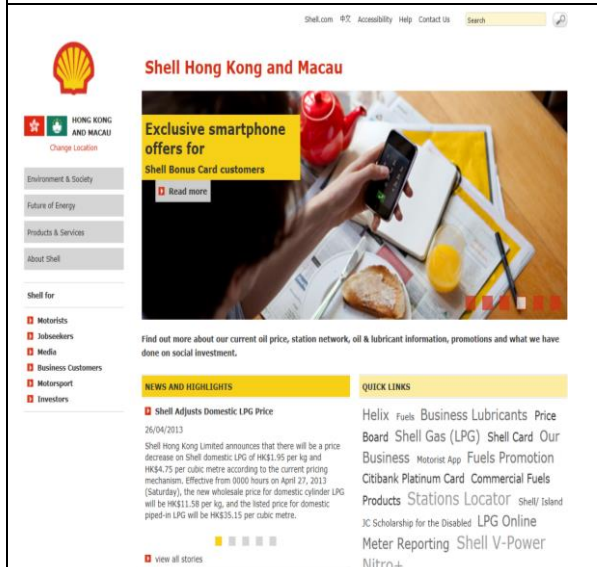 Shell.com 中文 Accessibility Help Contact Us Search
Shell Hong Kong and Macau
HONG KONG
AND MACAU
Change Location
Environment & Society
Future of Energy
Products & Services
About Shell
Shell for
Motorists
Jobseekers
Media
Business Customers
Motorsport
Investors
Exclusive smartphone
offers for
Shell Bonus Card customers
Read more
Find out more about our current oil price, station network, oil & lubricant information, promotions and what we have
done on social investment.
NEWS AND HIGHLIGHTS
Shell Adjusts Domestic LPG Price
26/04/2013
Shell Hong Kong Limited announces that there will be a price
decrease on Shell domestic LPG of HK$1.95 per kg and
HK$4.75 per cubic metre according to the current pricing
mechanism. Effective from 0000 hours on April 27, 2013
(Saturday), the new wholesale price for domestic cylinder LPG
will be HK$11.58 per kg, and the listed price for domestic
piped-in LPG will be HK$35.15 per cubic metre.
view all stories
QUICK LINKS
Helix Fuels Business Lubricants Price
Board Shell Gas (LPG) Shell Card Our
Business Motorist App Fuels Promotion
Citibank Platinum Card Commercial Fuels
Products Stations Locator Shell/ Island
JC Scholarship for the Disabled LPG Online
Meter Reporting Shell V-Power
Nitro+